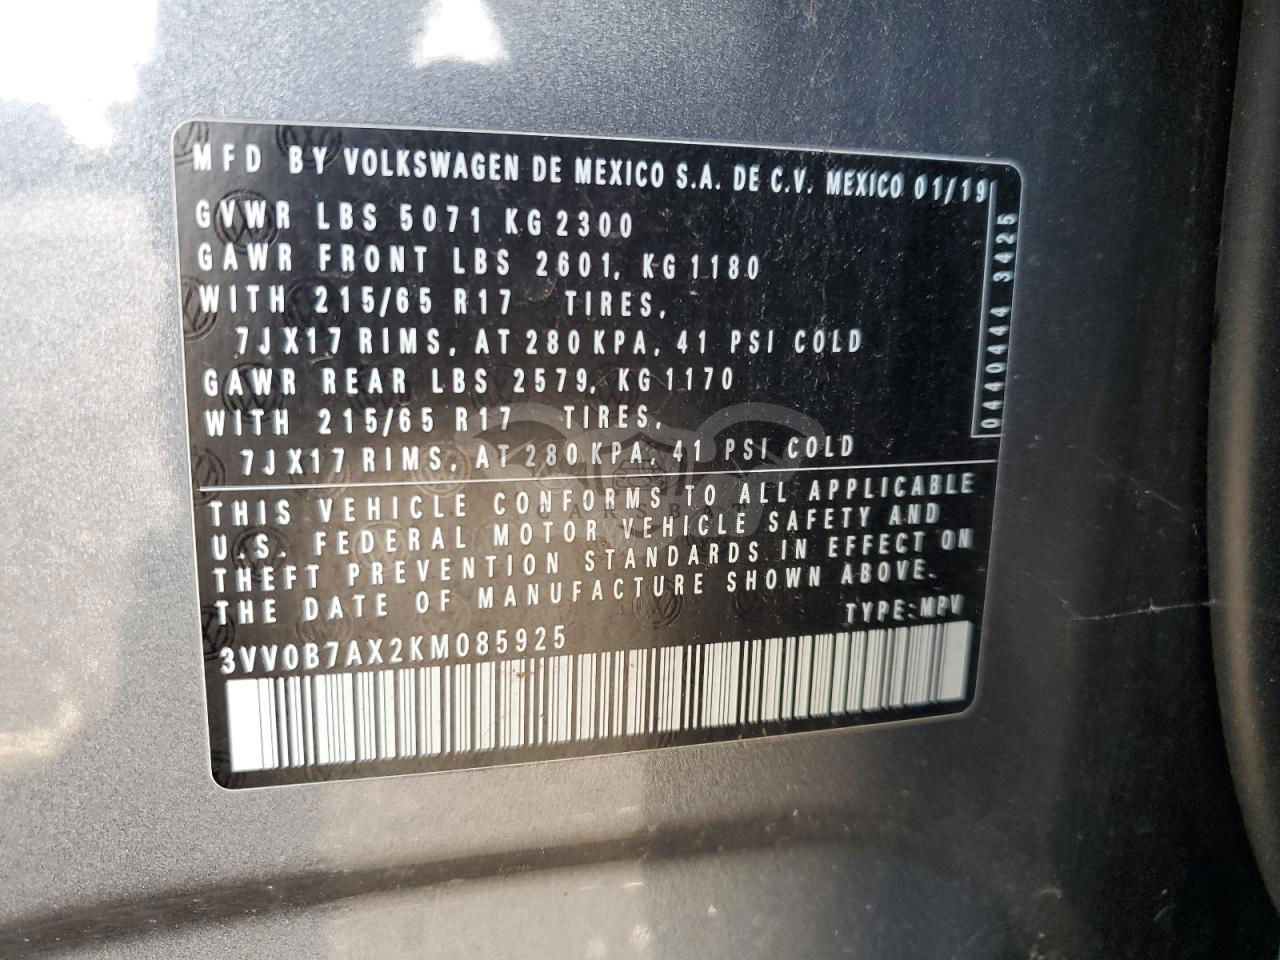 MFD BY VOLKSWAGEN DE MEXICO S.A. DE C.V. MEXICO 01/19
GVWR LBS 5071 KG 2300
GAWR FRONT LBS 2601, KG 1180
WITH 215/65 R17 TIRES,
7JX17 RIMS, AT 280 KPA, 41 PSI COLD
GAWR REAR LBS 2579, KG 1170
WITH 215/65 R17 TIRES,
7JX17 RIMS, AT 280 KPA, 41 PSI COLD
0440444 3425
THIS VEHICLE CONFORMS TO ALL APPLICABLE
U.S. FEDERAL MOTOR VEHICLE SAFETY AND
THEFT PREVENTION STANDARDS IN EFFECT ON
THE DATE OF MANUFACTURE SHOWN ABOVE.
TYPE: MPV
3VV0B7AX2KM085925